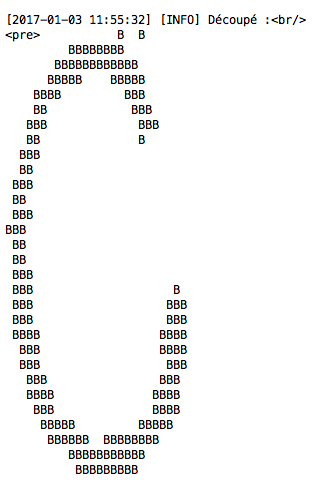 [2017-01-03 11:55:32] [INFO] Découpé :<br/>
<pre>           B  B
         BBBBBBBB
       BBBBBBBBBBBB
      BBBBB    BBBBB
    BBBB         BBB
    BB            BBB
   BBB             BBB
   BB              B
  BBB
  BB
 BBB
 BB
 BBB
BBB
 BB
 BB
 BBB
 BBB                    B
 BBB                   BBB
 BBB                   BBB
 BBBB                 BBBB
  BBB                 BBBB
  BBB                  BBB
   BBB                BBB
   BBBB              BBBB
    BBB              BBBB
     BBBBB         BBBBB
      BBBBBB  BBBBBBBB
         BBBBBBBBBBB
          BBBBBBBBB